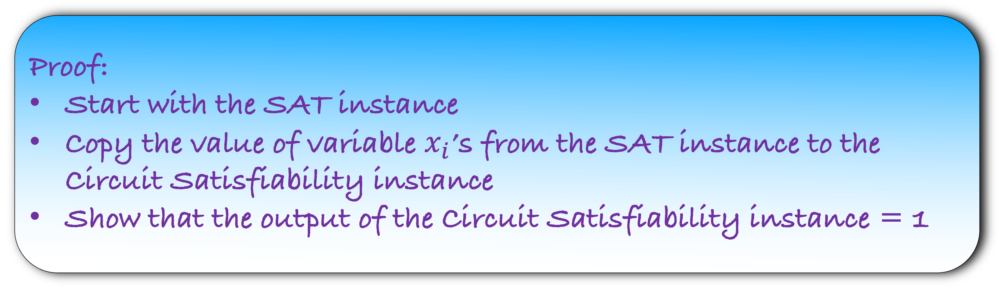 Proof:
• Start with the SAT instance
• Copy the value of variable $x_i$'s from the SAT instance to the
Circuit Satisfiability instance
• Show that the output of the Circuit Satisfiability instance = 1